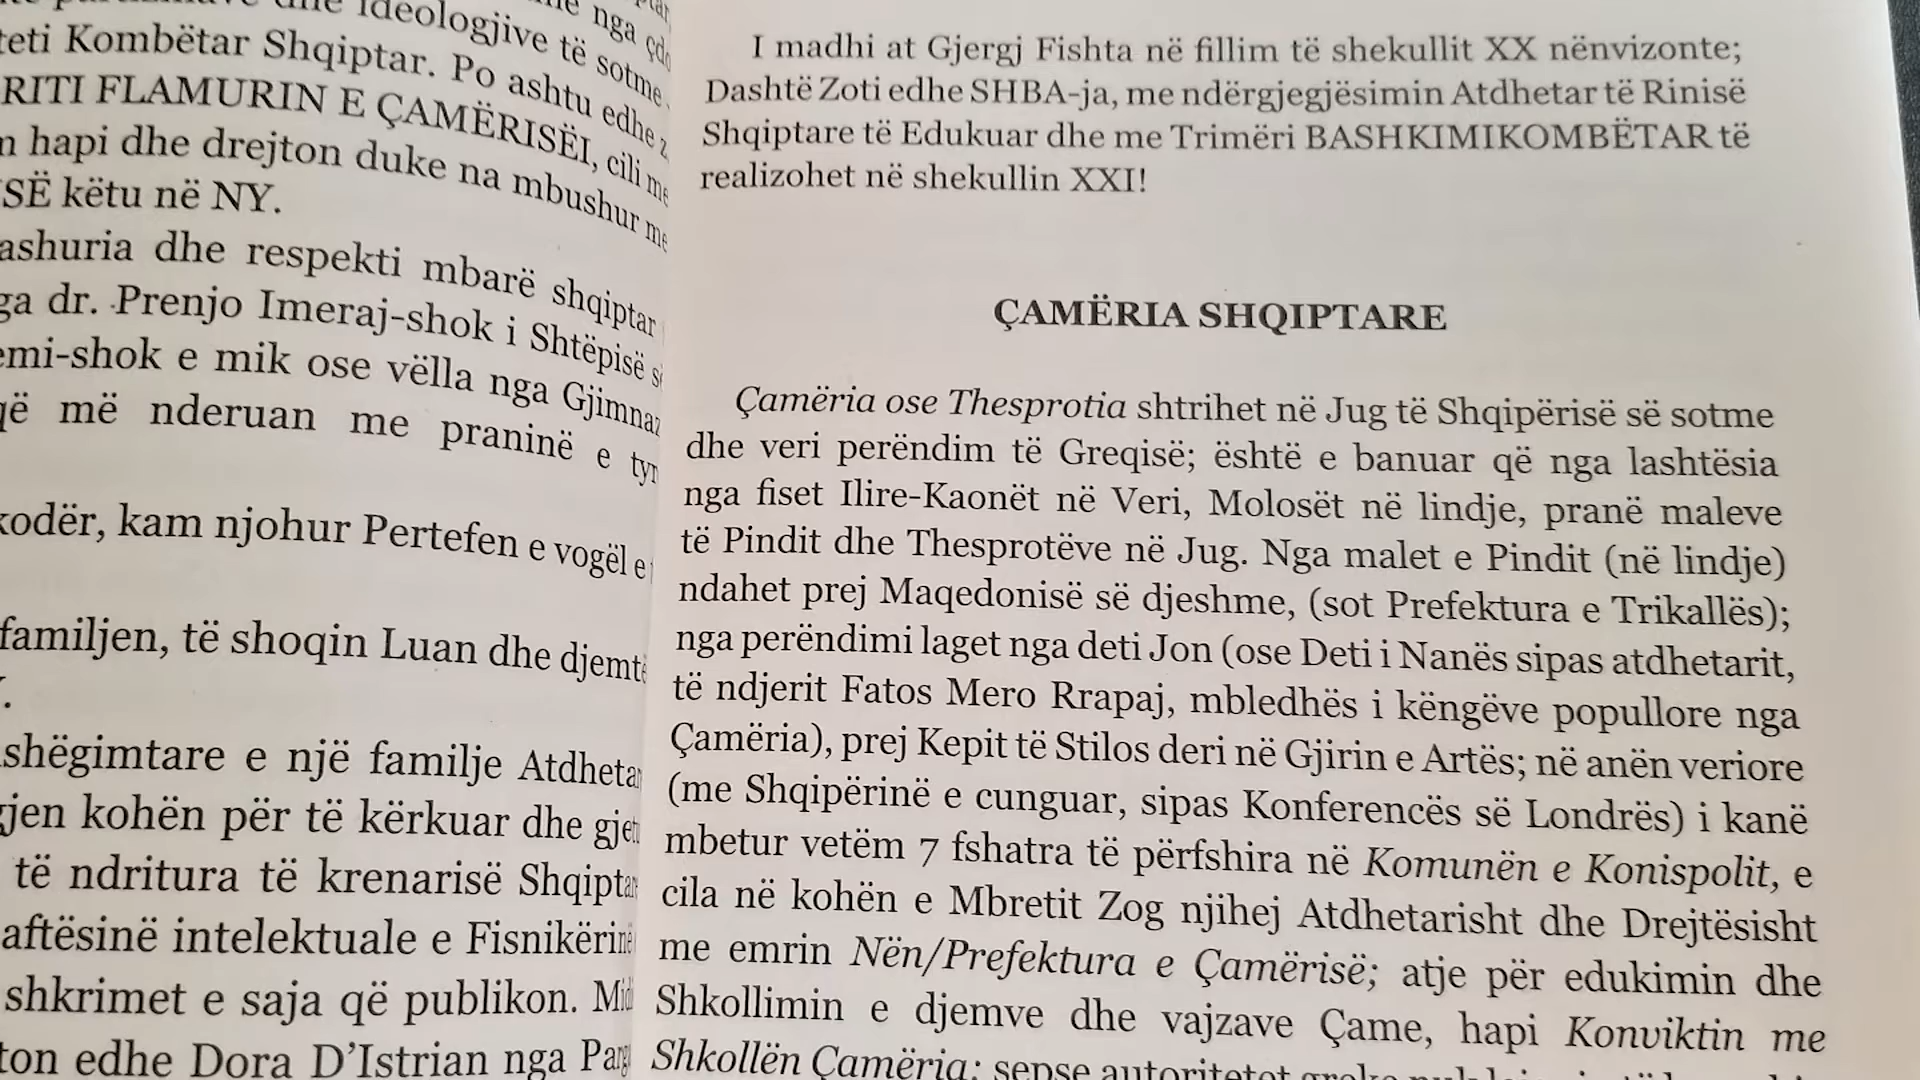 ideologjive të sotme
teti Kombëtar Shqiptar. Po ashtu edhe z
RITI FLAMURIN E ÇAMËRISËI, cili me
n hapi dhe drejton duke na mbushur me
SË këtu në NY.
ashuria dhe respekti mbarë shqiptar
ga dr. Prenjo Imeraj-shok i Shtëpisë s
emi-shok e mik ose vëlla nga Gjimnaz
që më nderuan me praninë e tyr
kodër, kam njohur Pertefen e vogël e
familjen, të shoqin Luan dhe djemtë
shëgimtare e një familje Atdhetar
gjen kohën për të kërkuar dhe gjet
të ndritura të krenarisë Shqiptar
aftësinë intelektuale e Fisnikërinë
shkrimet e saja që publikon. Midi
ton edhe Dora D'Istrian nga Parg
I madhi at Gjergj Fishta në fillim të shekullit XX nënvizonte;
Dashtë Zoti edhe SHBA-ja, me ndërgjegjësimin Atdhetar të Rinisë
Shqiptare të Edukuar dhe me Trimëri BASHKIMIKOMBËTAR të
realizohet në shekullin XXI!
ÇAMËRIA SHQIPTARE
Çamëria ose Thesprotia shtrihet në Jug të Shqipërisë së sotme
dhe veri perëndim të Greqisë; është e banuar që nga lashtësia
nga fiset Ilire-Kaonët në Veri, Molosët në lindje, pranë maleve
të Pindit dhe Thesprotëve në Jug. Nga malet e Pindit (në lindje)
ndahet prej Maqedonisë së djeshme, (sot Prefektura e Trikallës);
nga perëndimi laget nga deti Jon (ose Deti i Nanës sipas atdhetarit,
të ndjerit Fatos Mero Rrapaj, mbledhës i këngëve popullore nga
Çamëria), prej Kepit të Stilos deri në Gjirin e Artës; në anën veriore
(me Shqipërinë e cunguar, sipas Konferencës së Londrës) i kanë
mbetur vetëm 7 fshatra të përfshira në Komunën e Konispolit, e
cila në kohën e Mbretit Zog njihej Atdhetarisht dhe Drejtësisht
me emrin Nën/Prefektura e Çamërisë; atje për edukimin dhe
Shkollimin e djemve dhe vajzave Çame, hapi Konviktin me
Shkollën Çamëria; sepse autoritetet greke